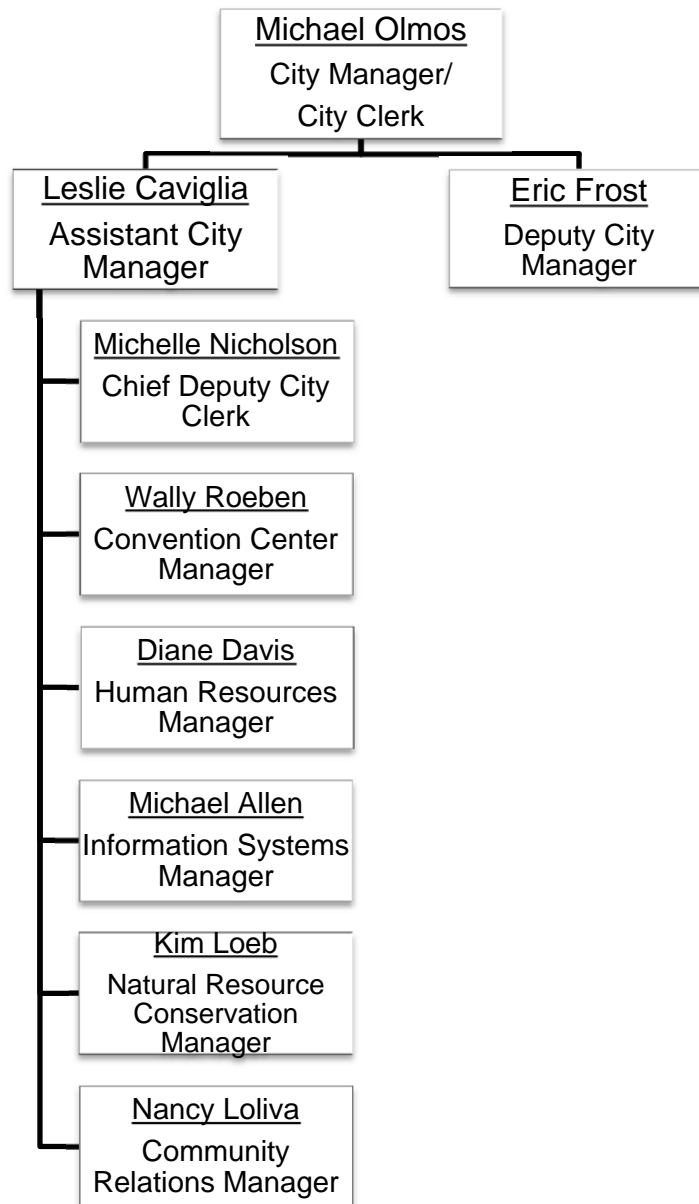 Michael Olmos
City Manager/
City Clerk
Leslie Caviglia
Assistant City
Manager
Eric Frost
Deputy City
Manager
Michelle Nicholson
Chief Deputy City
Clerk
Wally Roeben
Convention Center
Manager
Diane Davis
Human Resources
Manager
Michael Allen
Information Systems
Manager
Kim Loeb
Natural Resource
Conservation
Manager
Nancy Loliva
Community
Relations Manager